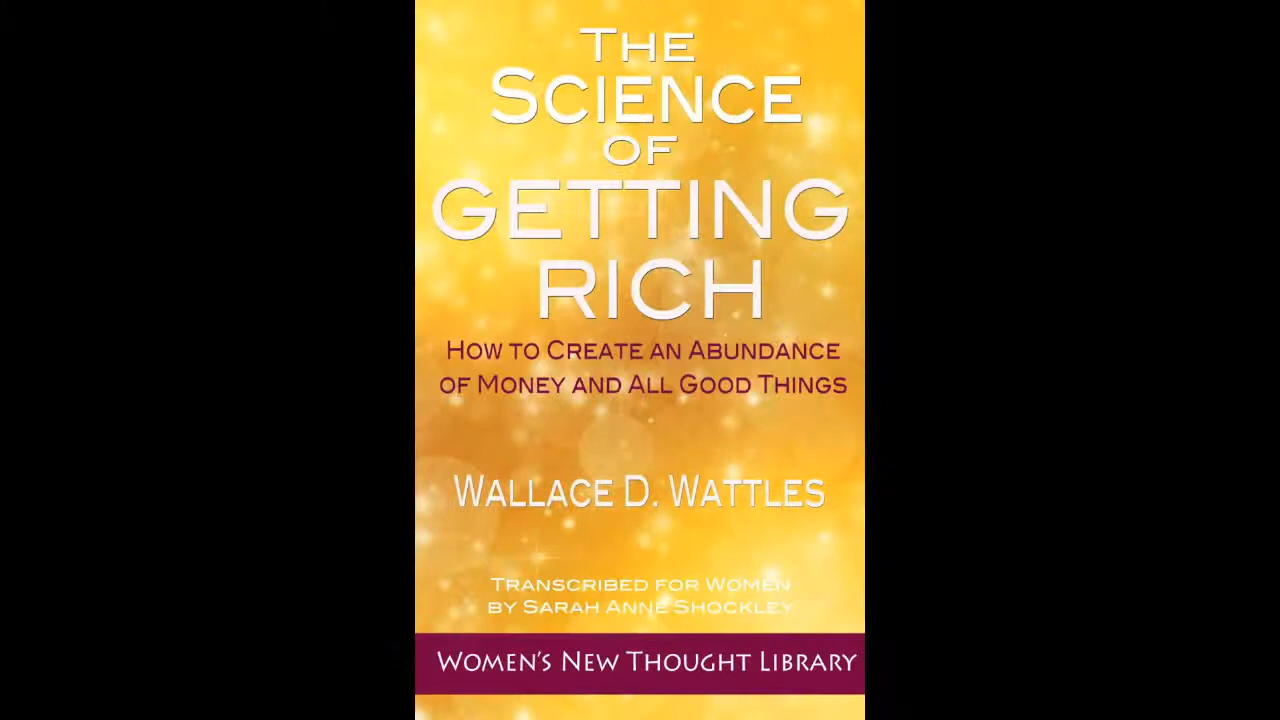 The
Science
of
Getting
Rich
How to Create an Abundance
of Money and All Good Things
Wallace D. Wattles
Transcribed for Women
by Sarah Anne Shockley
Women's New Thought Library